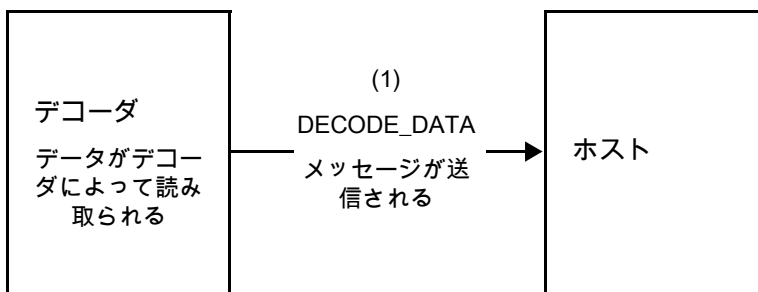 デコーダ
データがデコー
ダによって読み
取られる
(1)
DECODE_DATA
メッセージが送
信される
ホスト